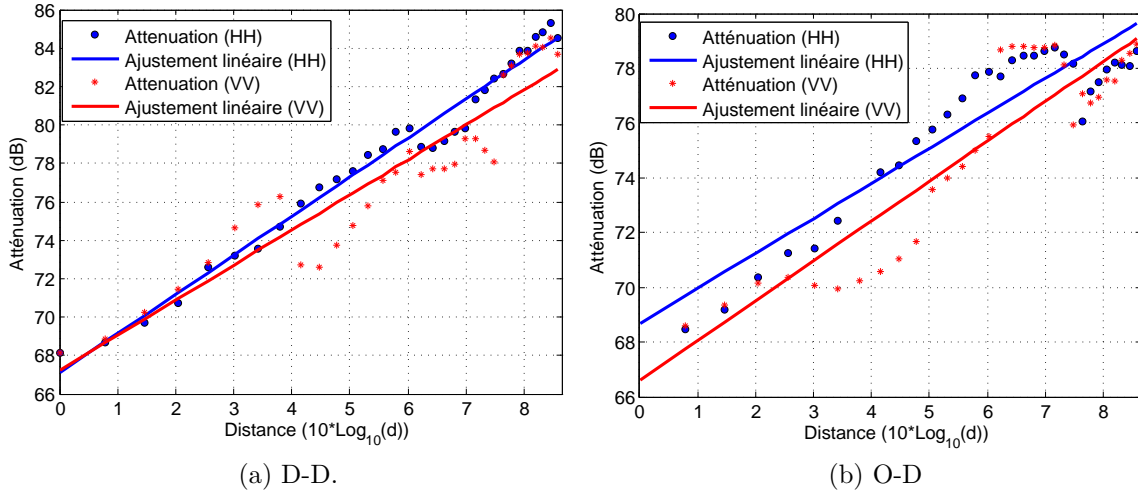 86
84
82
80
78
76
74
72
70
68
66
Atténuation (dB)
Attenuation (HH)
Ajustement linéaire (HH)
Attenuation (VV)
Ajustement linéaire (VV)
0 1 2 3 4 5 6 7 8
Distance (10*Log10(d))
(a) D-D.
80
78
76
74
72
70
68
66
Atténuation (dB)
Atténuation (HH)
Ajustement linéaire (HH)
Atténuation (VV)
Ajustement linéaire (VV)
0 1 2 3 4 5 6 7 8
Distance (10*Log10(d))
(b) O-D